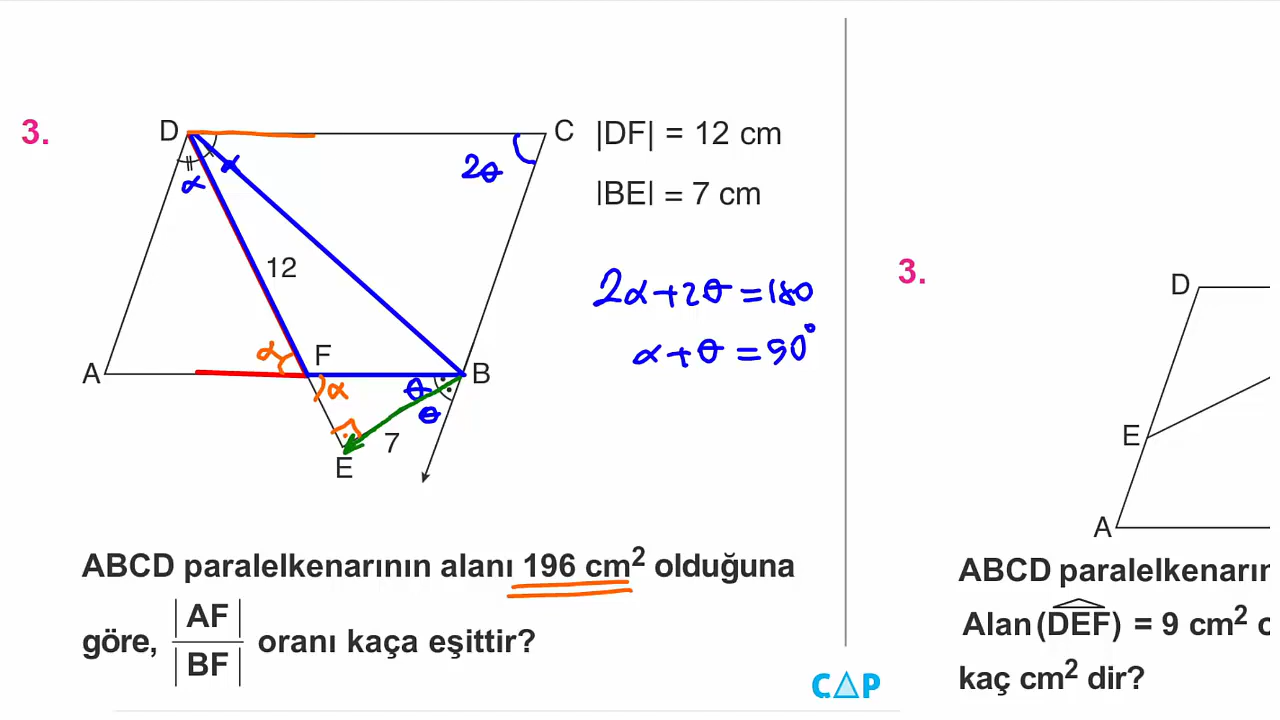 3.
D
C
|DF| = 12 cm
2θ
α
α
|BE| = 7 cm
12
2α+2θ=180
α+θ=90°
α
F
A
α
θ
B
θ
7
E
ABCD paralelkenarının alanı 196 cm² olduğuna
göre, |AF| / |BF| oranı kaça eşittir?
CAP
3.
D
E
A
ABCD paralelkenarın
Alan(DEF) = 9 cm² o
kaç cm² dir?